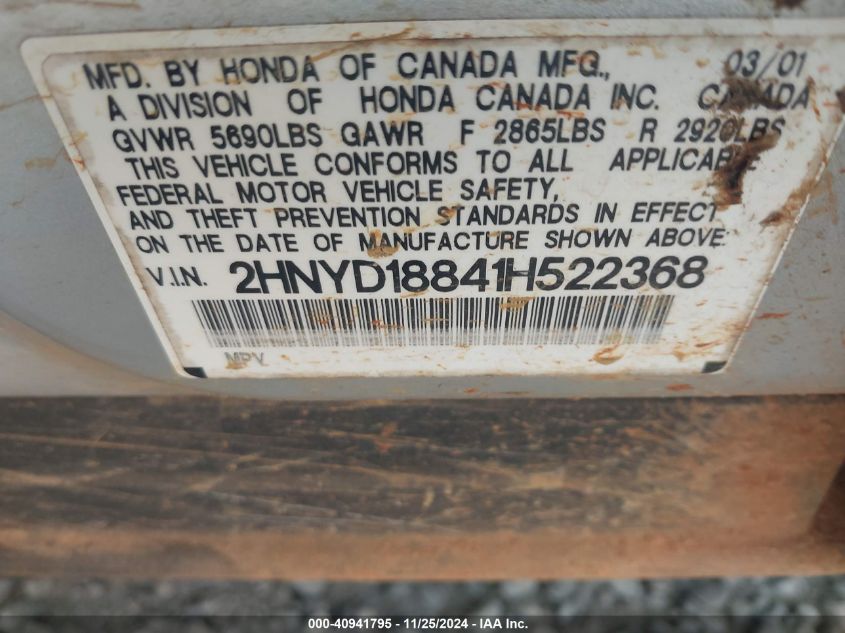 MFD. BY HONDA OF CANADA MFG., 03/01
A DIVISION OF HONDA CANADA INC. CANADA
GVWR 5690LBS GAWR F 2865LBS R 2920LBS
THIS VEHICLE CONFORMS TO ALL APPLICABLE
FEDERAL MOTOR VEHICLE SAFETY,
AND THEFT PREVENTION STANDARDS IN EFFECT
ON THE DATE OF MANUFACTURE SHOWN ABOVE.
V.I.N. 2HNYD18841H522368
MPV
000-40941795 - 11/25/2024 - IAA Inc.